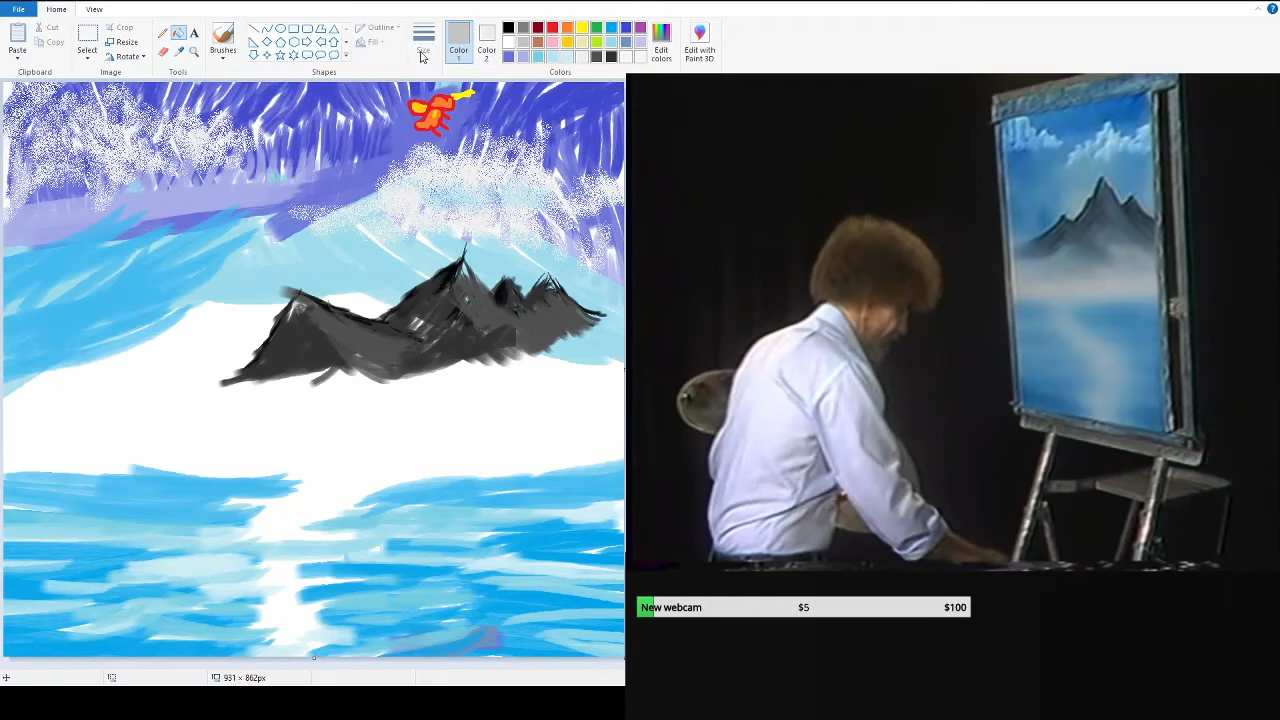 File Home View
Paste
Cut
Copy
Clipboard
Select
Crop
Resize
Rotate
Image
Tools
Brushes
Shapes
Outline
Fill
Size
Color
1
Color
2
Edit
colors
Colors
Edit with
Paint 3D
New webcam $5 $100
931 × 862px